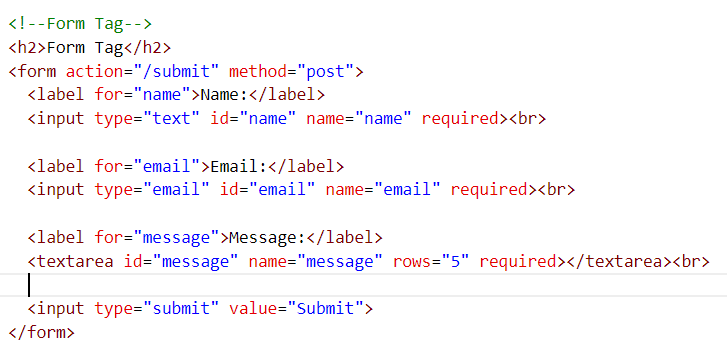 <!--Form Tag-->
<h2>Form Tag</h2>
<form action="/submit" method="post">
  <label for="name">Name:</label>
  <input type="text" id="name" name="name" required><br>

  <label for="email">Email:</label>
  <input type="email" id="email" name="email" required><br>

  <label for="message">Message:</label>
  <textarea id="message" name="message" rows="5" required></textarea><br>

  <input type="submit" value="Submit">
</form>